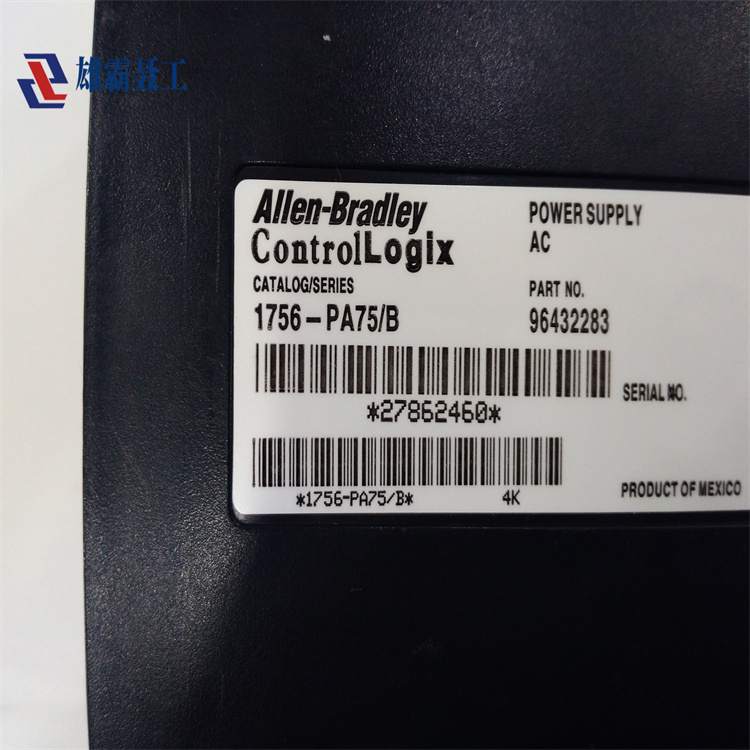 雄霸技工
Allen-Bradley
ControlLogix
CATALOG/SERIES
1756-PA75/B
POWER SUPPLY
AC
PART NO.
96432283
*27862460*
SERIAL NO.
*1756-PA75/B*
4K
PRODUCT OF MEXICO